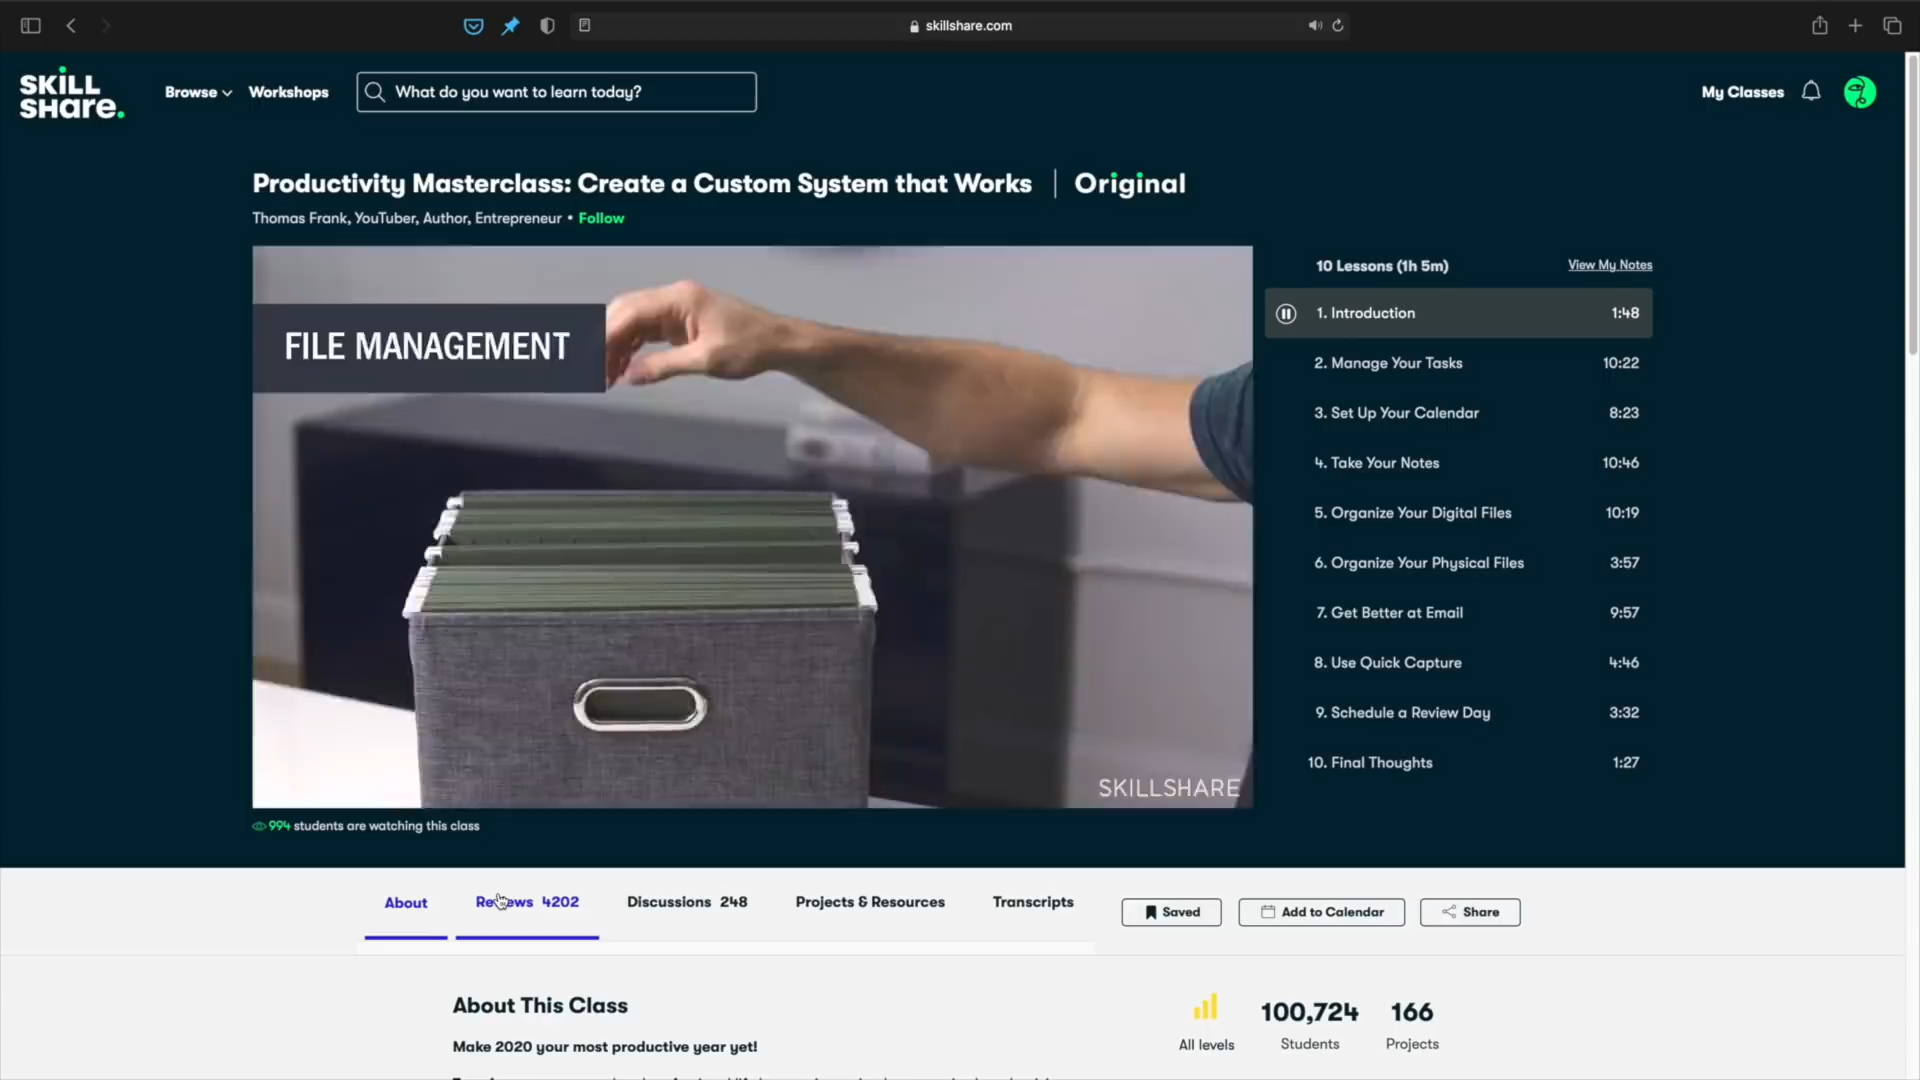 skillshare.com
SKILL
SHare.
Browse
Workshops
What do you want to learn today?
My Classes
Productivity Masterclass: Create a Custom System that Works | Original
Thomas Frank, YouTuber, Author, Entrepreneur • Follow
FILE MANAGEMENT
SKILLSHARE
994 students are watching this class
10 Lessons (1h 5m)
View My Notes
1. Introduction 1:48
2. Manage Your Tasks 10:22
3. Set Up Your Calendar 8:23
4. Take Your Notes 10:46
5. Organize Your Digital Files 10:19
6. Organize Your Physical Files 3:57
7. Get Better at Email 9:57
8. Use Quick Capture 4:46
9. Schedule a Review Day 3:32
10. Final Thoughts 1:27
About
Reviews 4202
Discussions 248
Projects & Resources
Transcripts
Saved
Add to Calendar
Share
About This Class
Make 2020 your most productive year yet!
All levels
100,724
Students
166
Projects